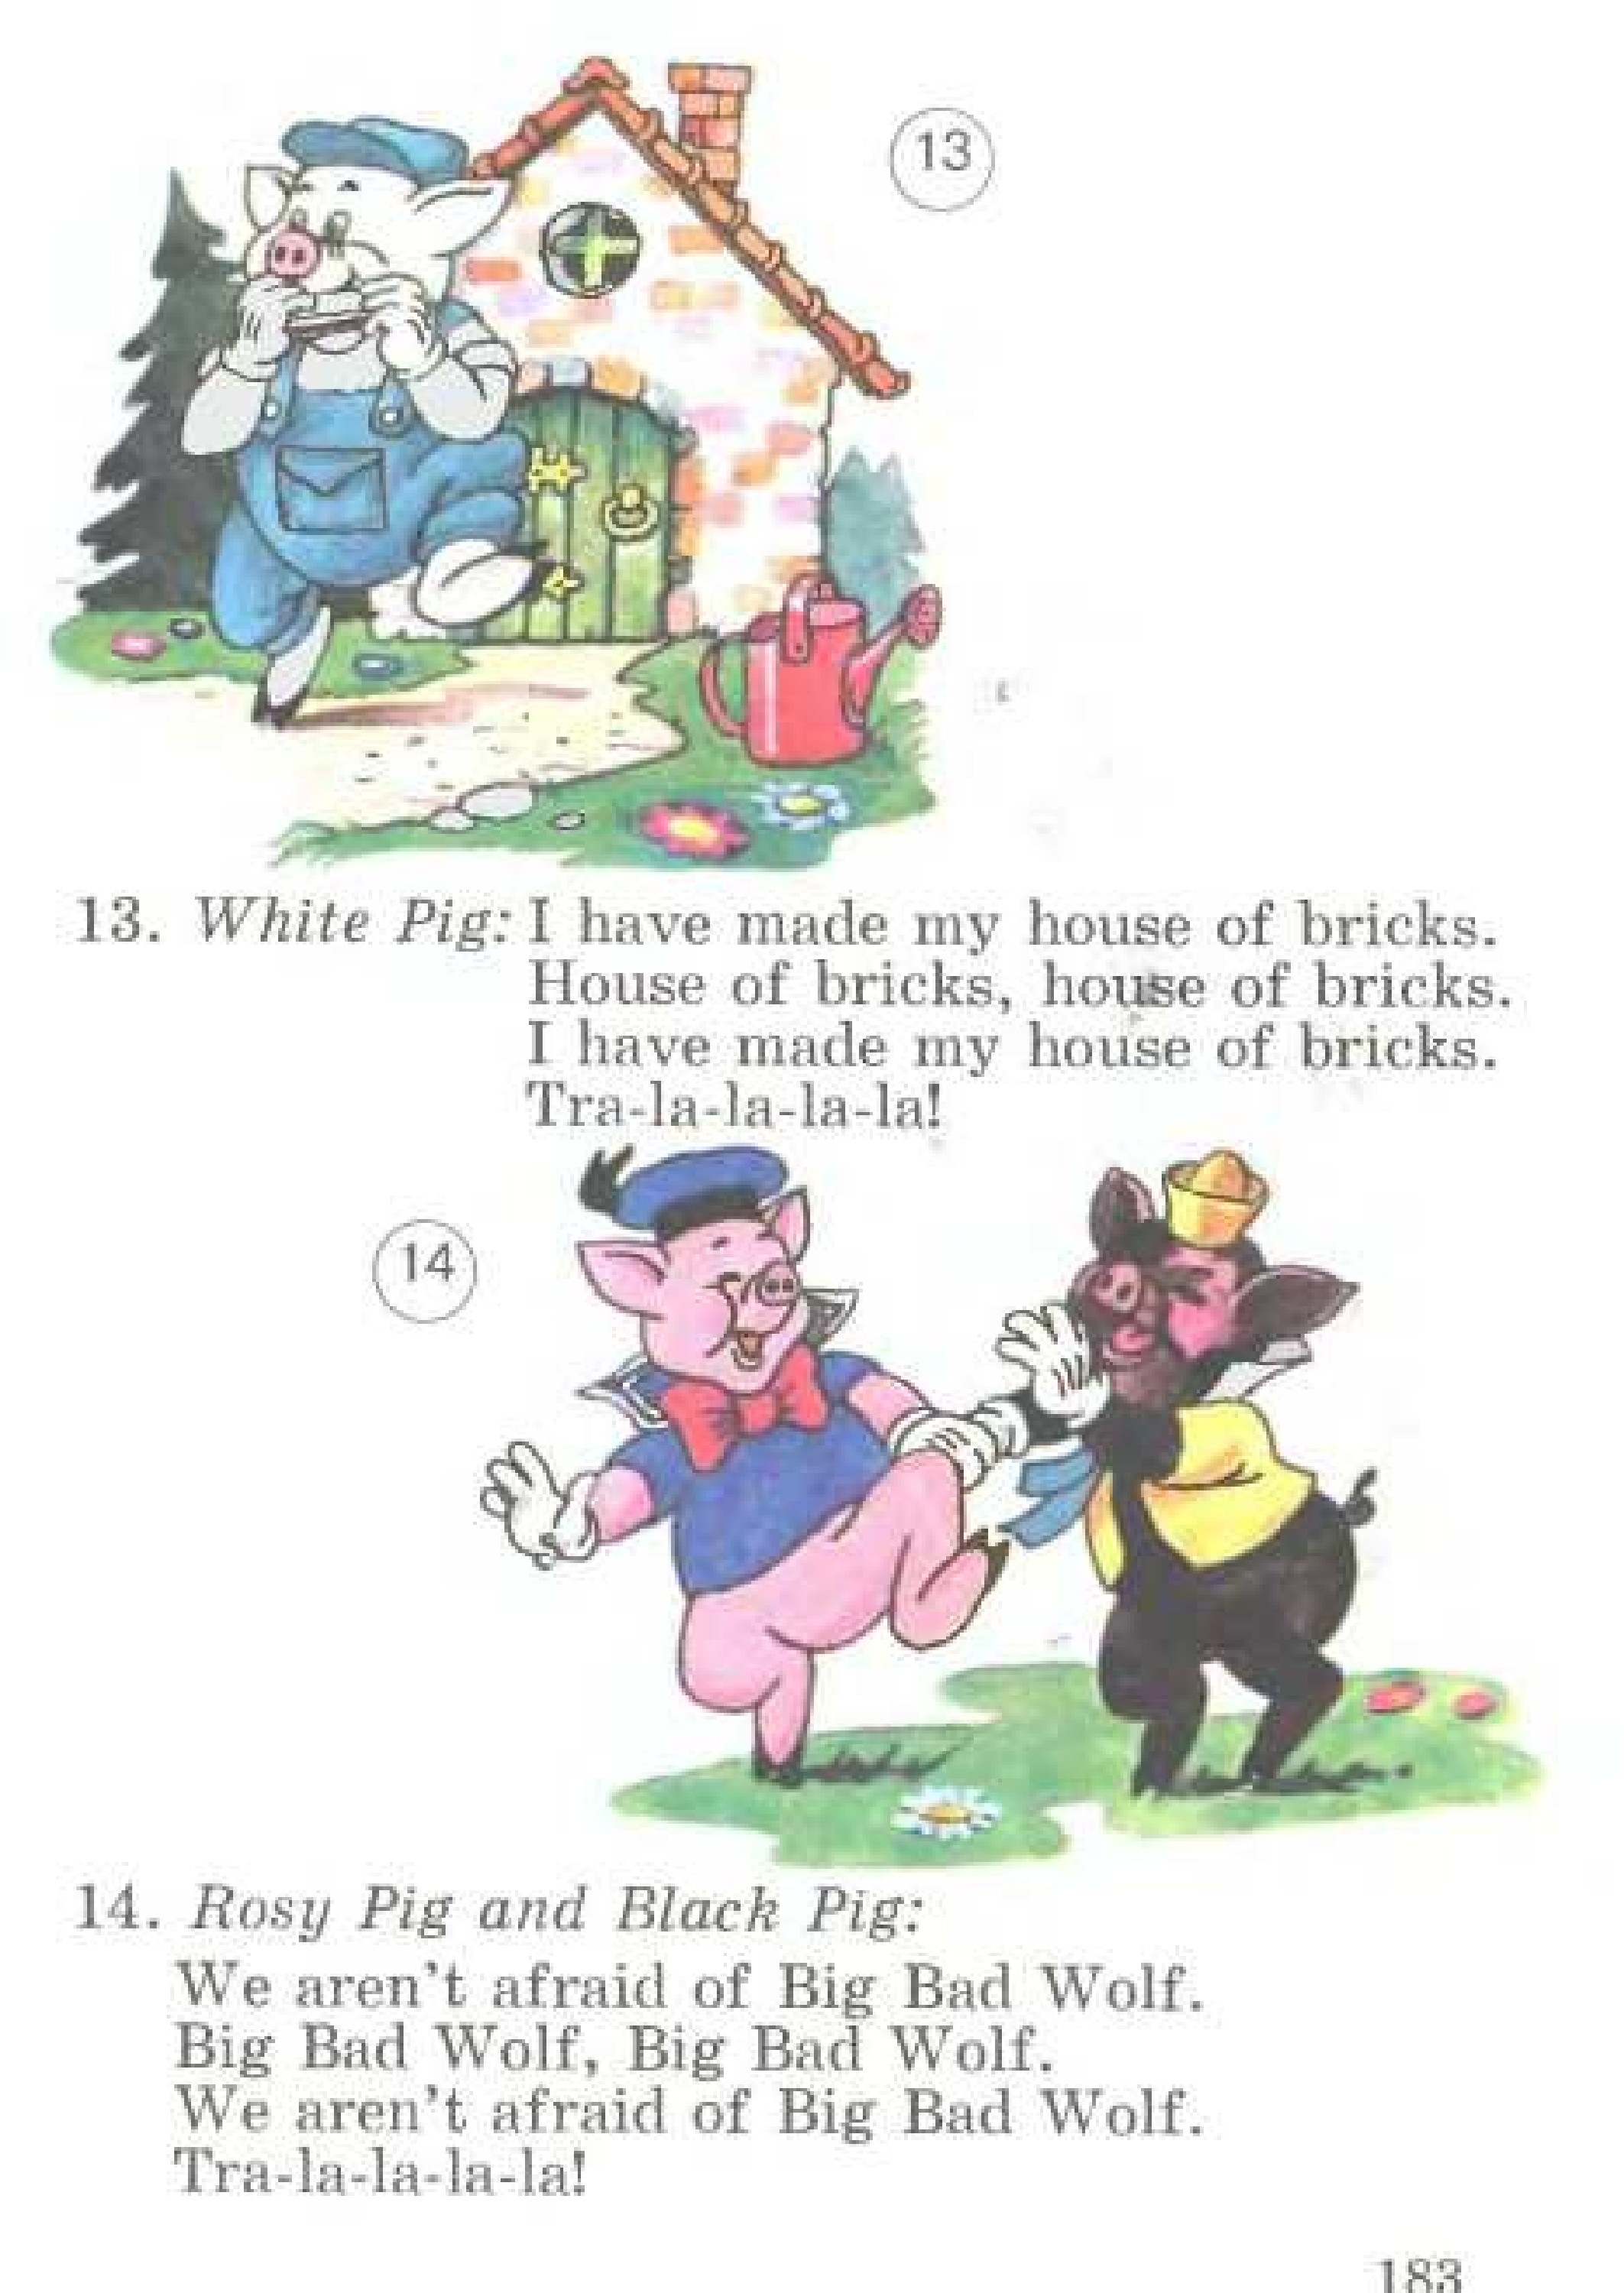 13
13. White Pig: I have made my house of bricks.
House of bricks, house of bricks.
I have made my house of bricks.
Tra-la-la-la-la!
14
14. Rosy Pig and Black Pig:
We aren't afraid of Big Bad Wolf.
Big Bad Wolf, Big Bad Wolf.
We aren't afraid of Big Bad Wolf.
Tra-la-la-la-la!
183